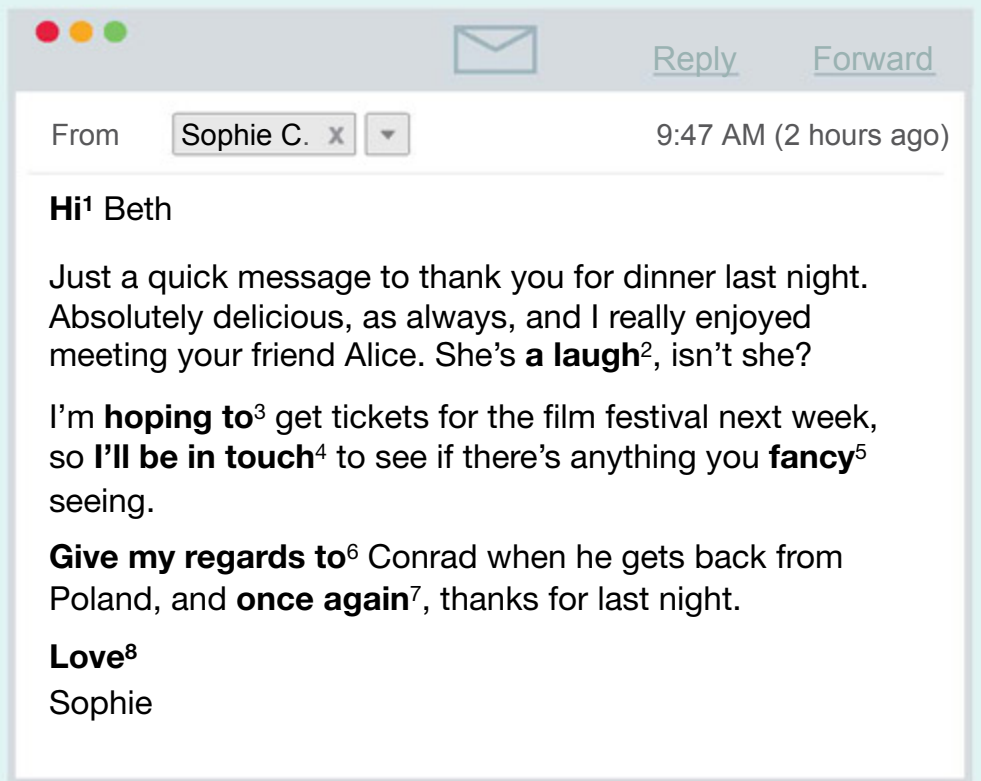 Reply Forward
From Sophie C. x 9:47 AM (2 hours ago)
Hi¹ Beth
Just a quick message to thank you for dinner last night.
Absolutely delicious, as always, and I really enjoyed
meeting your friend Alice. She’s a laugh², isn’t she?
I’m hoping to³ get tickets for the film festival next week,
so I’ll be in touch⁴ to see if there’s anything you fancy⁵
seeing.
Give my regards to⁶ Conrad when he gets back from
Poland, and once again⁷, thanks for last night.
Love⁸
Sophie